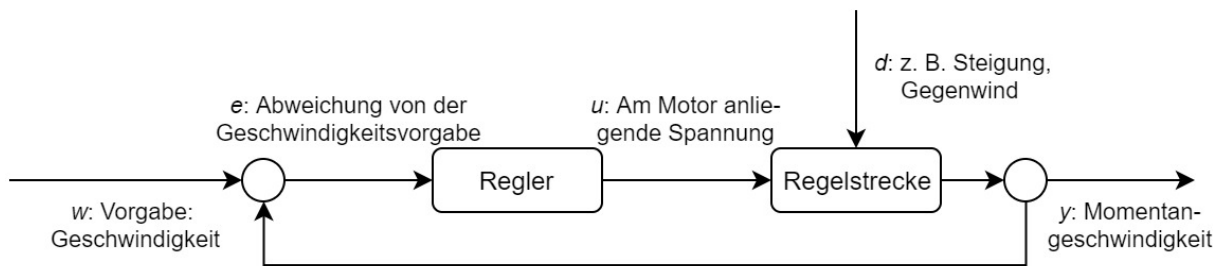 d: z. B. Steigung,
Gegenwind
e: Abweichung von der
Geschwindigkeitsvorgabe
u: Am Motor anlie-
gende Spannung
Regler
Regelstrecke
w: Vorgabe:
Geschwindigkeit
y: Momentan-
geschwindigkeit